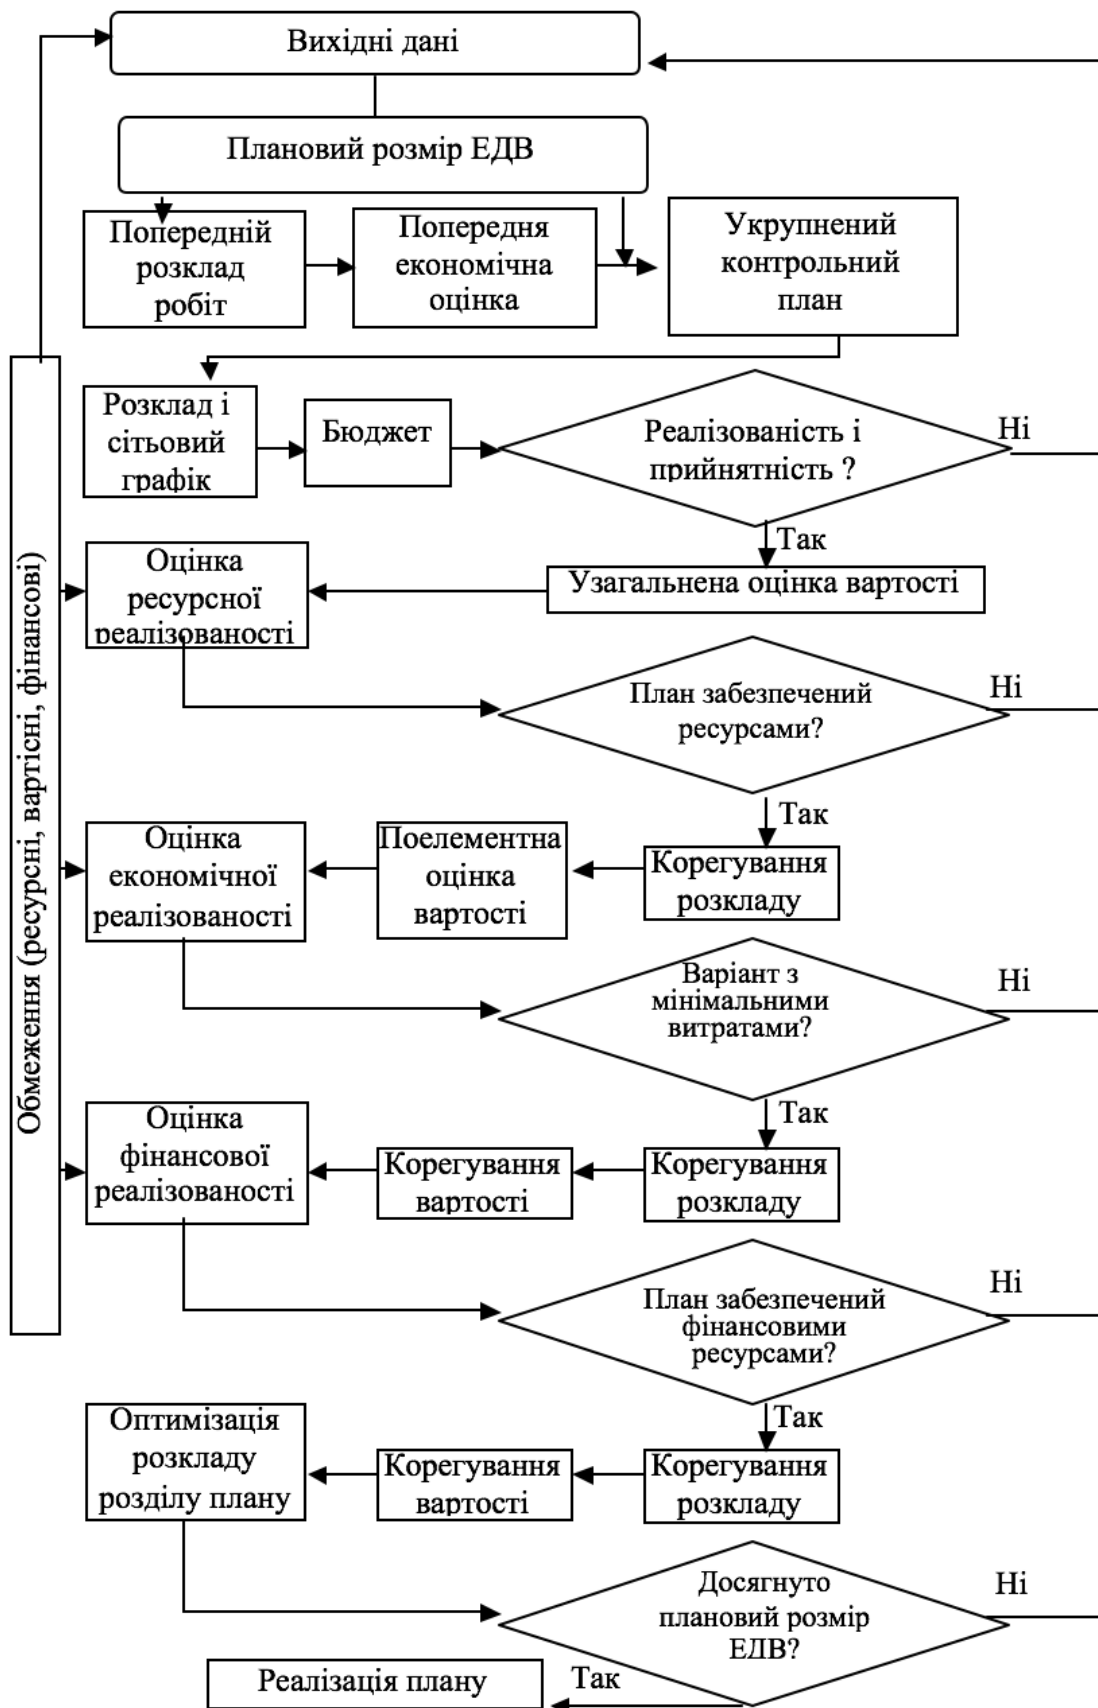 Вихідні дані
Плановий розмір ЕДВ
Попередній
розклад
робіт
Попередня
економічна
оцінка
Укрупнений
контрольний
план
Розклад і
сітьовий
графік
Бюджет
Реалізованість і
прийнятність ?
Ні
Так
Узагальнена оцінка вартості
Оцінка
ресурсної
реалізованості
Обмеження (ресурсні, вартісні, фінансові)
План забезпечений
ресурсами?
Ні
Так
Корегування
розкладу
Поелементна
оцінка
вартості
Оцінка
економічної
реалізованості
Варіант з
мінімальними
витратами?
Ні
Так
Корегування
розкладу
Корегування
вартості
Оцінка
фінансової
реалізованості
План забезпечений
фінансовими
ресурсами?
Ні
Так
Корегування
розкладу
Корегування
вартості
Оптимізація
розкладу
розділу плану
Досягнуто
плановий розмір
ЕДВ?
Ні
Так
Реалізація плану